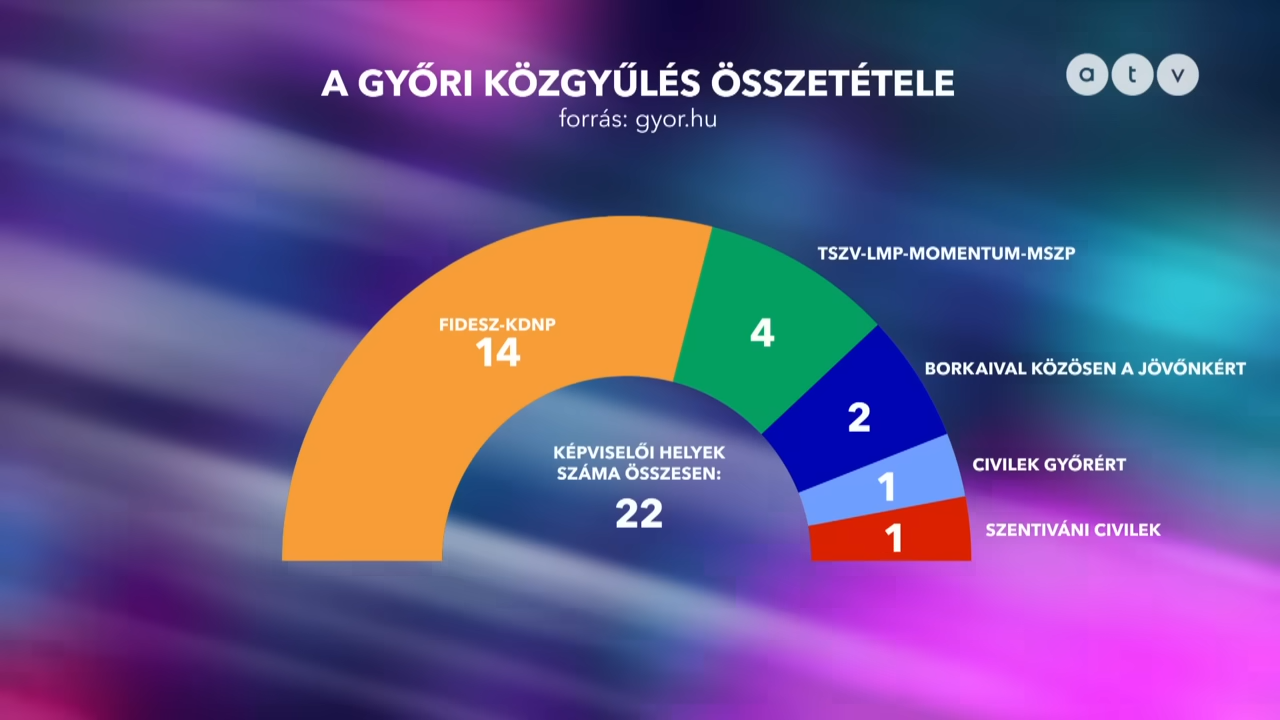 A GYŐRI KÖZGYŰLÉS ÖSSZETÉTELE
forrás: gyor.hu
a t v
TSZV-LMP-MOMENTUM-MSZP
FIDESZ-KDNP
14
4
BORKAIVAL KÖZÖSEN A JÖVŐNKÉRT
2
KÉPVISELŐI HELYEK
SZÁMA ÖSSZESEN:
22
CIVILEK GYŐRÉRT
1
SZENTIVÁNI CIVILEK
1